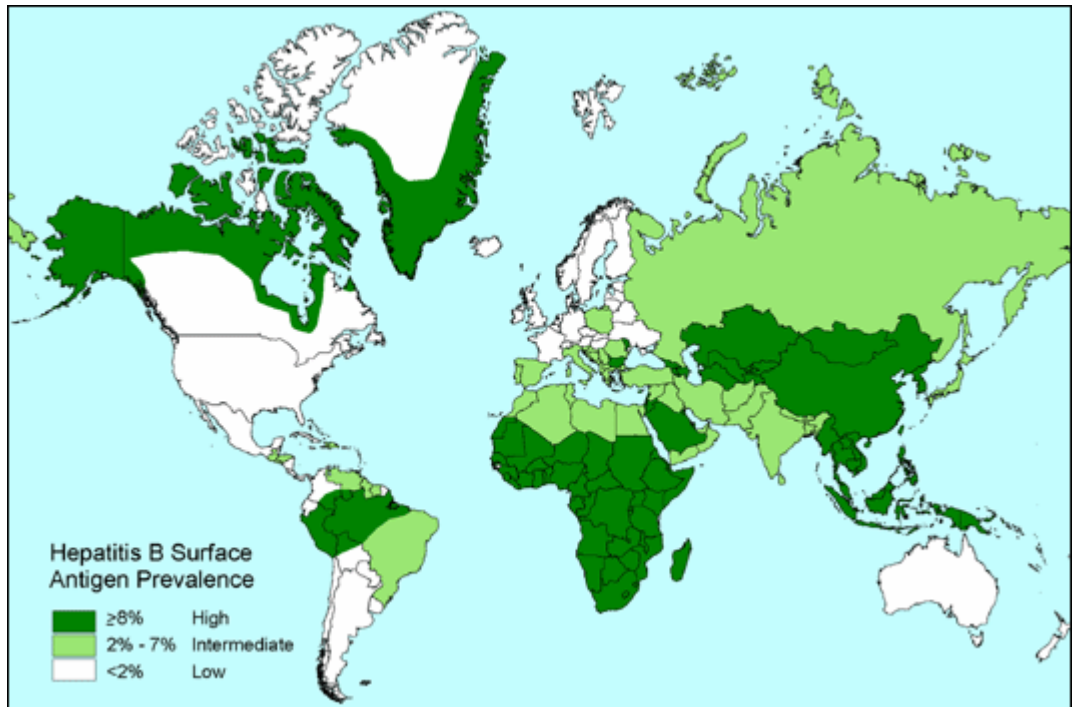 Hepatitis B Surface
Antigen Prevalence
≥8% High
2% - 7% Intermediate
<2% Low